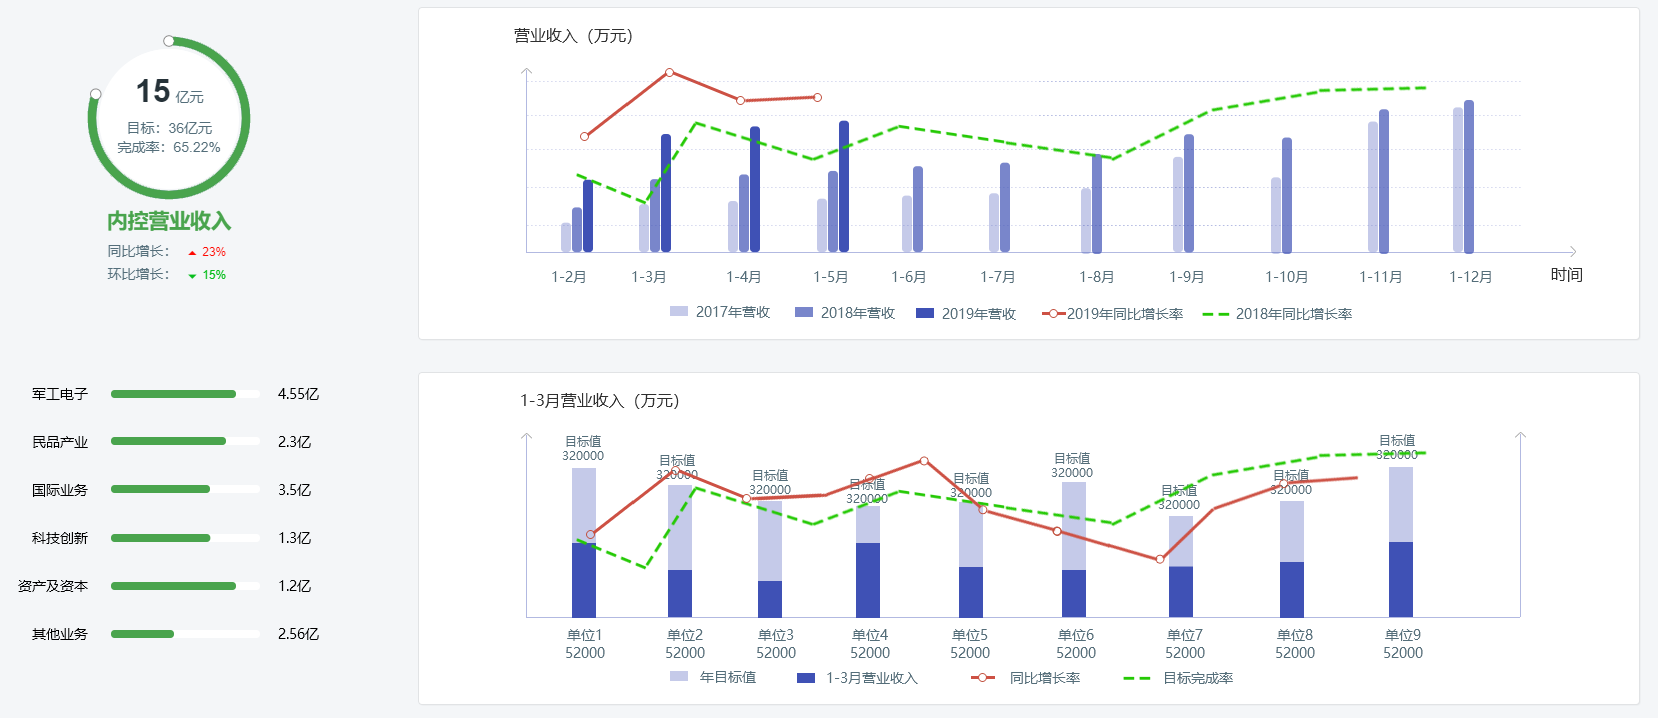 15 亿元
目标：36亿元
完成率：65.22%
内控营业收入
同比增长： 23%
环比增长： 15%
营业收入（万元）
1-2月 1-3月 1-4月 1-5月 1-6月 1-7月 1-8月 1-9月 1-10月 1-11月 1-12月 时间
2017年营收 2018年营收 2019年营收 2019年同比增长率 2018年同比增长率
军工电子 4.55亿
民品产业 2.3亿
国际业务 3.5亿
科技创新 1.3亿
资产及资本 1.2亿
其他业务 2.56亿
1-3月营业收入（万元）
目标值
320000
目标值
320000
目标值
320000
目标值
320000
目标值
320000
目标值
320000
目标值
320000
目标值
320000
目标值
320000
单位1 单位2 单位3 单位4 单位5 单位6 单位7 单位8 单位9
52000 52000 52000 52000 52000 52000 52000 52000 52000
年目标值 1-3月营业收入 同比增长率 目标完成率